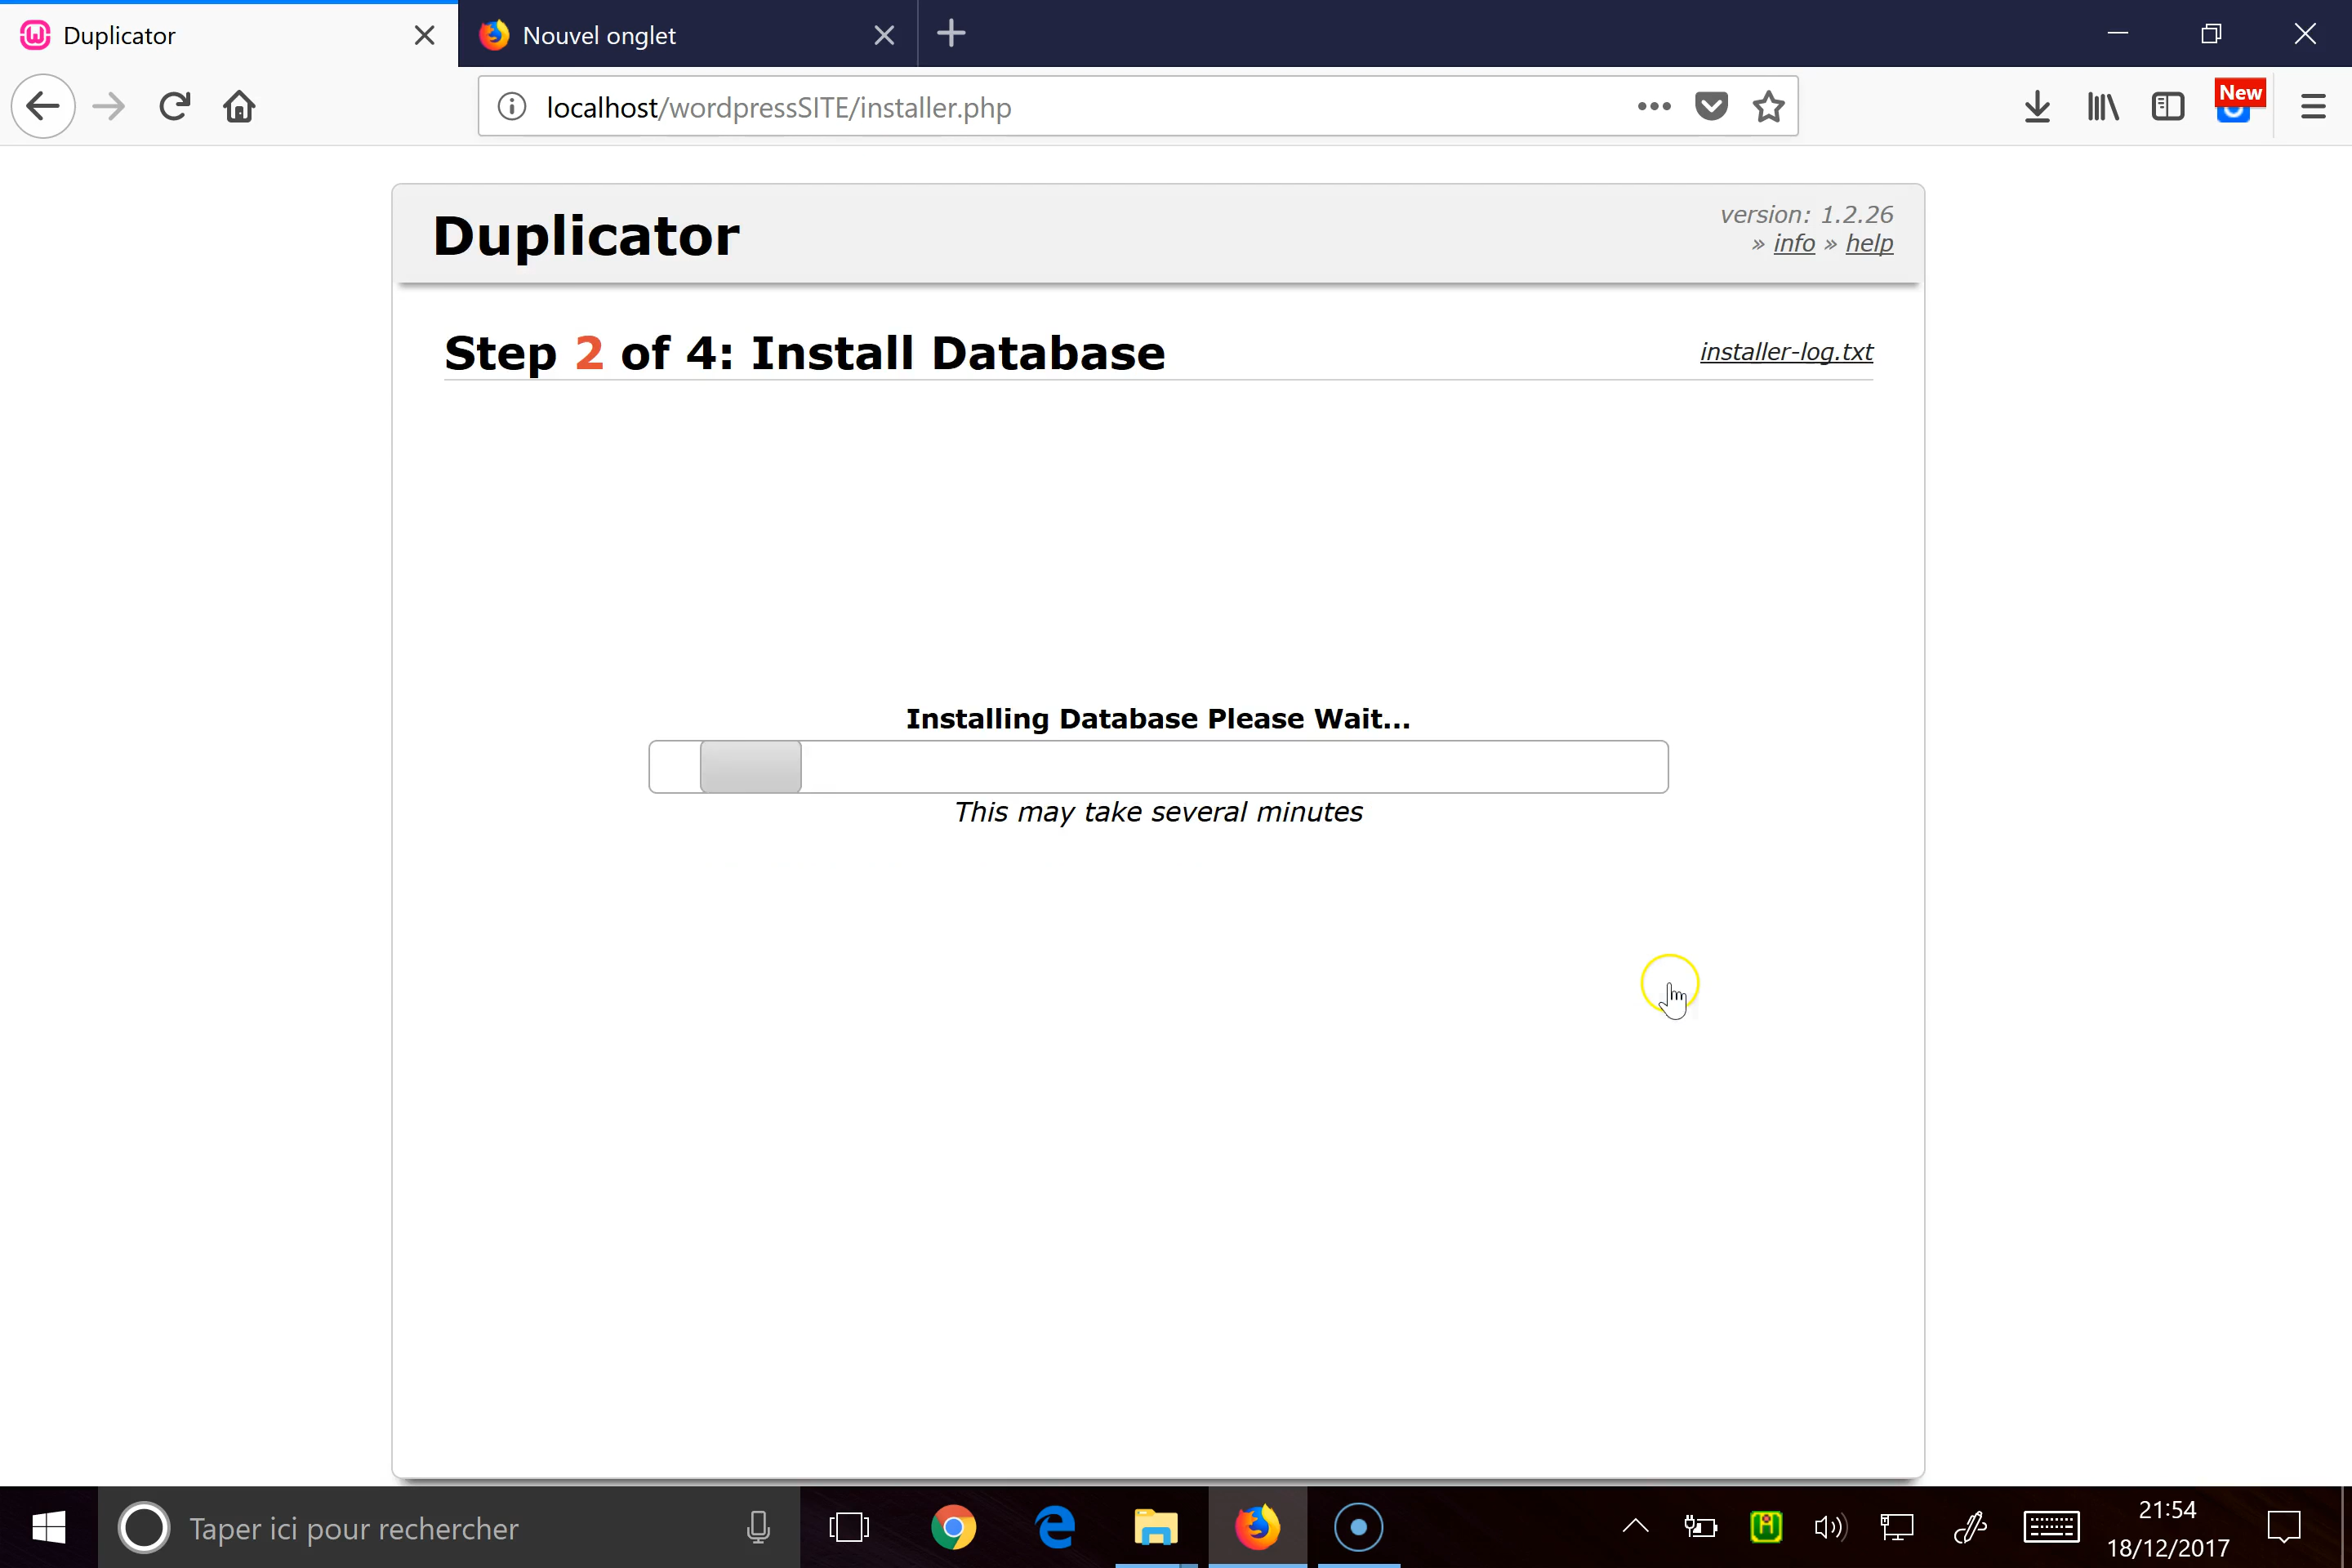 Duplicator
Nouvel onglet
localhost/wordpressSITE/installer.php
New
Duplicator
version: 1.2.26
» info » help
Step 2 of 4: Install Database
installer-log.txt
Installing Database Please Wait...
This may take several minutes
Taper ici pour rechercher
21:54
18/12/2017